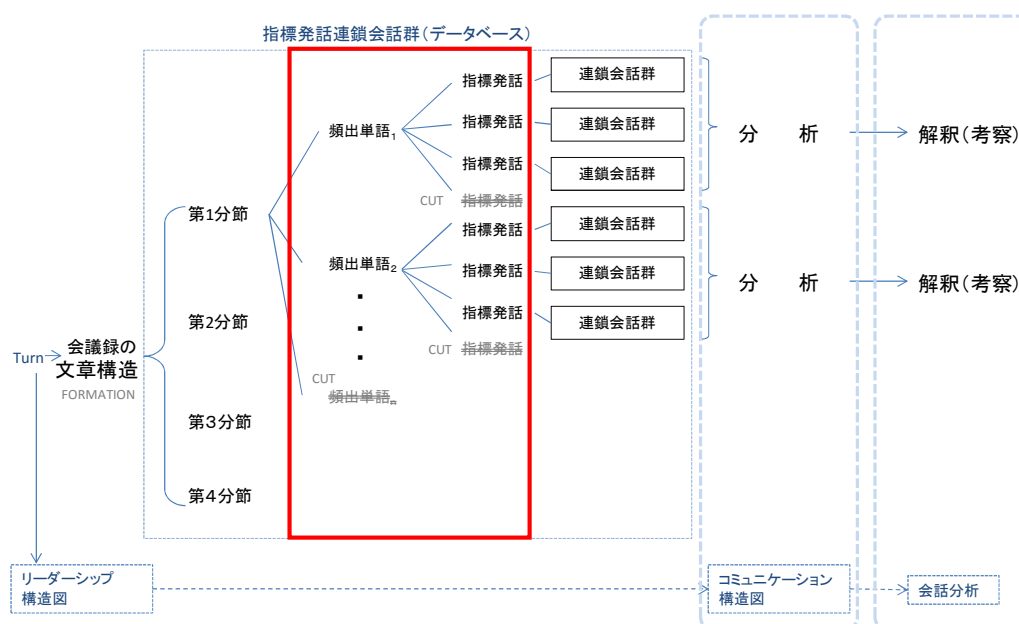 指標発話連鎖会話群(データベース)
頻出単語1
指標発話
指標発話
指標発話
CUT 指標発話
連鎖会話群
連鎖会話群
連鎖会話群
分 析
解釈(考察)
第1分節
頻出単語2
・
・
・
指標発話
指標発話
指標発話
CUT 指標発話
連鎖会話群
連鎖会話群
連鎖会話群
分 析
解釈(考察)
CUT
頻出単語n
第2分節
第3分節
第4分節
Turn
会議録の
文章構造
FORMATION
リーダーシップ
構造図
コミュニケーション
構造図
会話分析